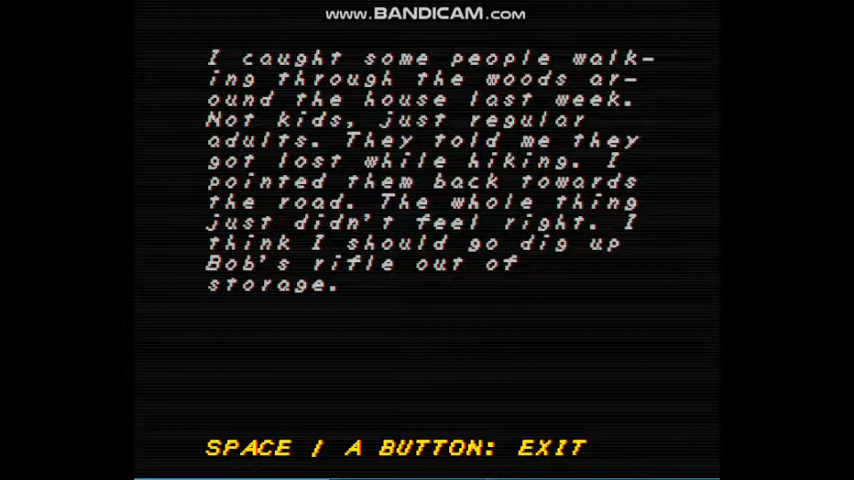 www.BANDICAM.com
I caught some people walk-
ing through the woods ar-
ound the house last week.
Not kids, just regular
adults. They told me they
got lost while hiking. I
pointed them back towards
the road. The whole thing
just didn't feel right. I
think I should go dig up
Bob's rifle out of
storage.
SPACE / A BUTTON: EXIT